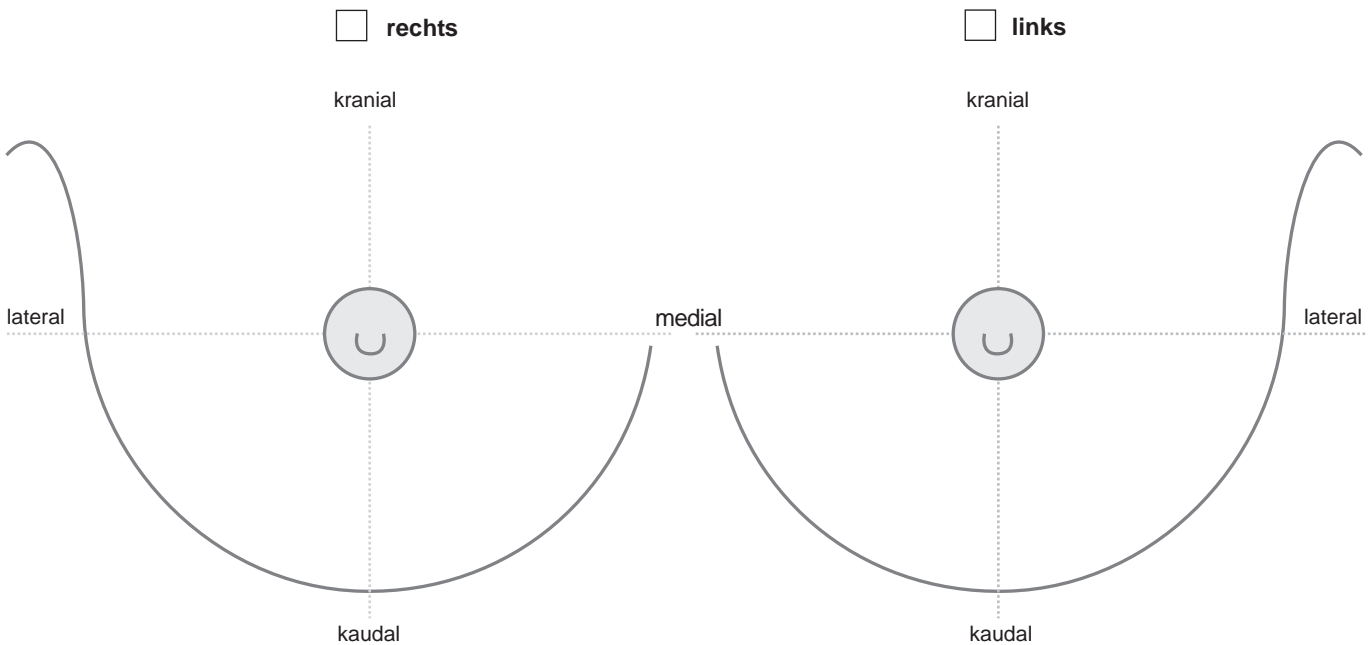 rechts links
kranial kranial
lateral medial lateral
kaudal kaudal